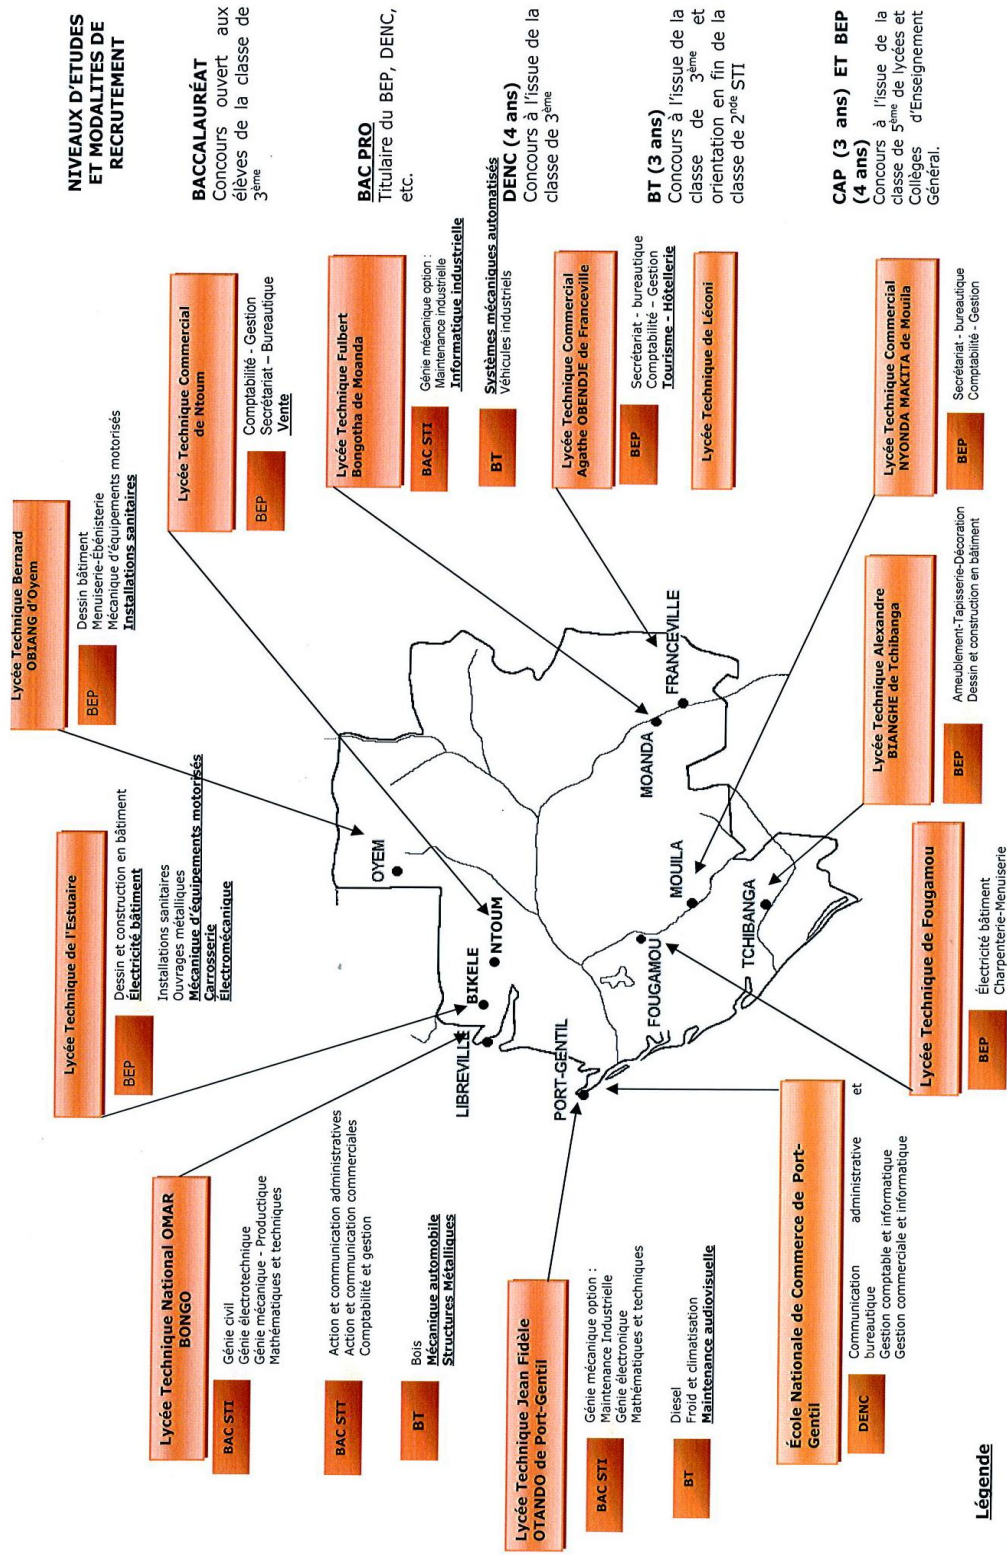 Lycée Technique Bernard
OBIANG d'Oyem
BEP
Dessin bâtiment
Menuiserie-Ébénisterie
Mécanique d'équipements motorisés
Installations sanitaires
Lycée Technique de l'Estuaire
BEP
Dessin et construction en bâtiment
Électricité bâtiment
Installations sanitaires
Ouvrages métalliques
Mécanique d'équipements motorisés
Carrosserie
Électromécanique
Lycée Technique National OMAR
BONGO
BAC STI
Génie civil
Génie électrotechnique
Génie mécanique - Productique
Mathématiques et techniques
BAC STT
Action et communication administratives
Action et communication commerciales
Comptabilité et gestion
BT
Bois
Mécanique automobile
Structures Métalliques
Lycée Technique Jean Fidèle
OTANDO de Port-Gentil
BAC STI
Génie mécanique option :
Maintenance Industrielle
Génie électronique
Mathématiques et techniques
BT
Diesel
Froid et climatisation
Maintenance audiovisuelle
École Nationale de Commerce de Port-
Gentil
DENC
Communication administrative et
bureautique
Gestion comptable et informatique
Gestion commerciale et informatique
Légende
OYEM
LIBREVILLE
BIKELE
NTOUM
PORT-GENTIL
FOUGAMOU
MOUILA
TCHIBANGA
MOANDA
FRANCEVILLE
Lycée Technique de Fougamou
BEP
Électricité bâtiment
Charpenterie-Menuiserie
Lycée Technique Alexandre
BIANGHE de Tchibanga
BEP
Ameublement-Tapisserie-Décoration
Dessin et construction en bâtiment
Lycée Technique Commercial
de Ntoum
BEP
Comptabilité - Gestion
Secrétariat – Bureautique
Vente
Lycée Technique Fulbert
Bongotha de Moanda
BAC STI
Génie mécanique option :
Maintenance industrielle
Informatique industrielle
BT
Systèmes mécaniques automatisés
Véhicules industriels
Lycée Technique Commercial
Agathe OBENDJE de Franceville
BEP
Secrétariat - bureautique
Comptabilité – Gestion
Tourisme - Hôtellerie
Lycée Technique de Léconi
Lycée Technique Commercial
NYONDA MAKITA de Mouila
BEP
Secrétariat - bureautique
Comptabilité - Gestion
NIVEAUX D'ETUDES
ET MODALITES DE
RECRUTEMENT
BACCALAURÉAT
Concours ouvert aux
élèves de la classe de
3ème
BAC PRO
Titulaire du BEP, DENC,
etc.
DENC (4 ans)
Concours à l'issue de la
classe de 3ème
BT (3 ans)
Concours à l'issue de la
classe de 3ème et
orientation en fin de la
classe de 2nde STI
CAP (3 ans) ET BEP
(4 ans)
Concours à l'issue de la
classe de 5ème de lycées et
Collèges d'Enseignement
Général.